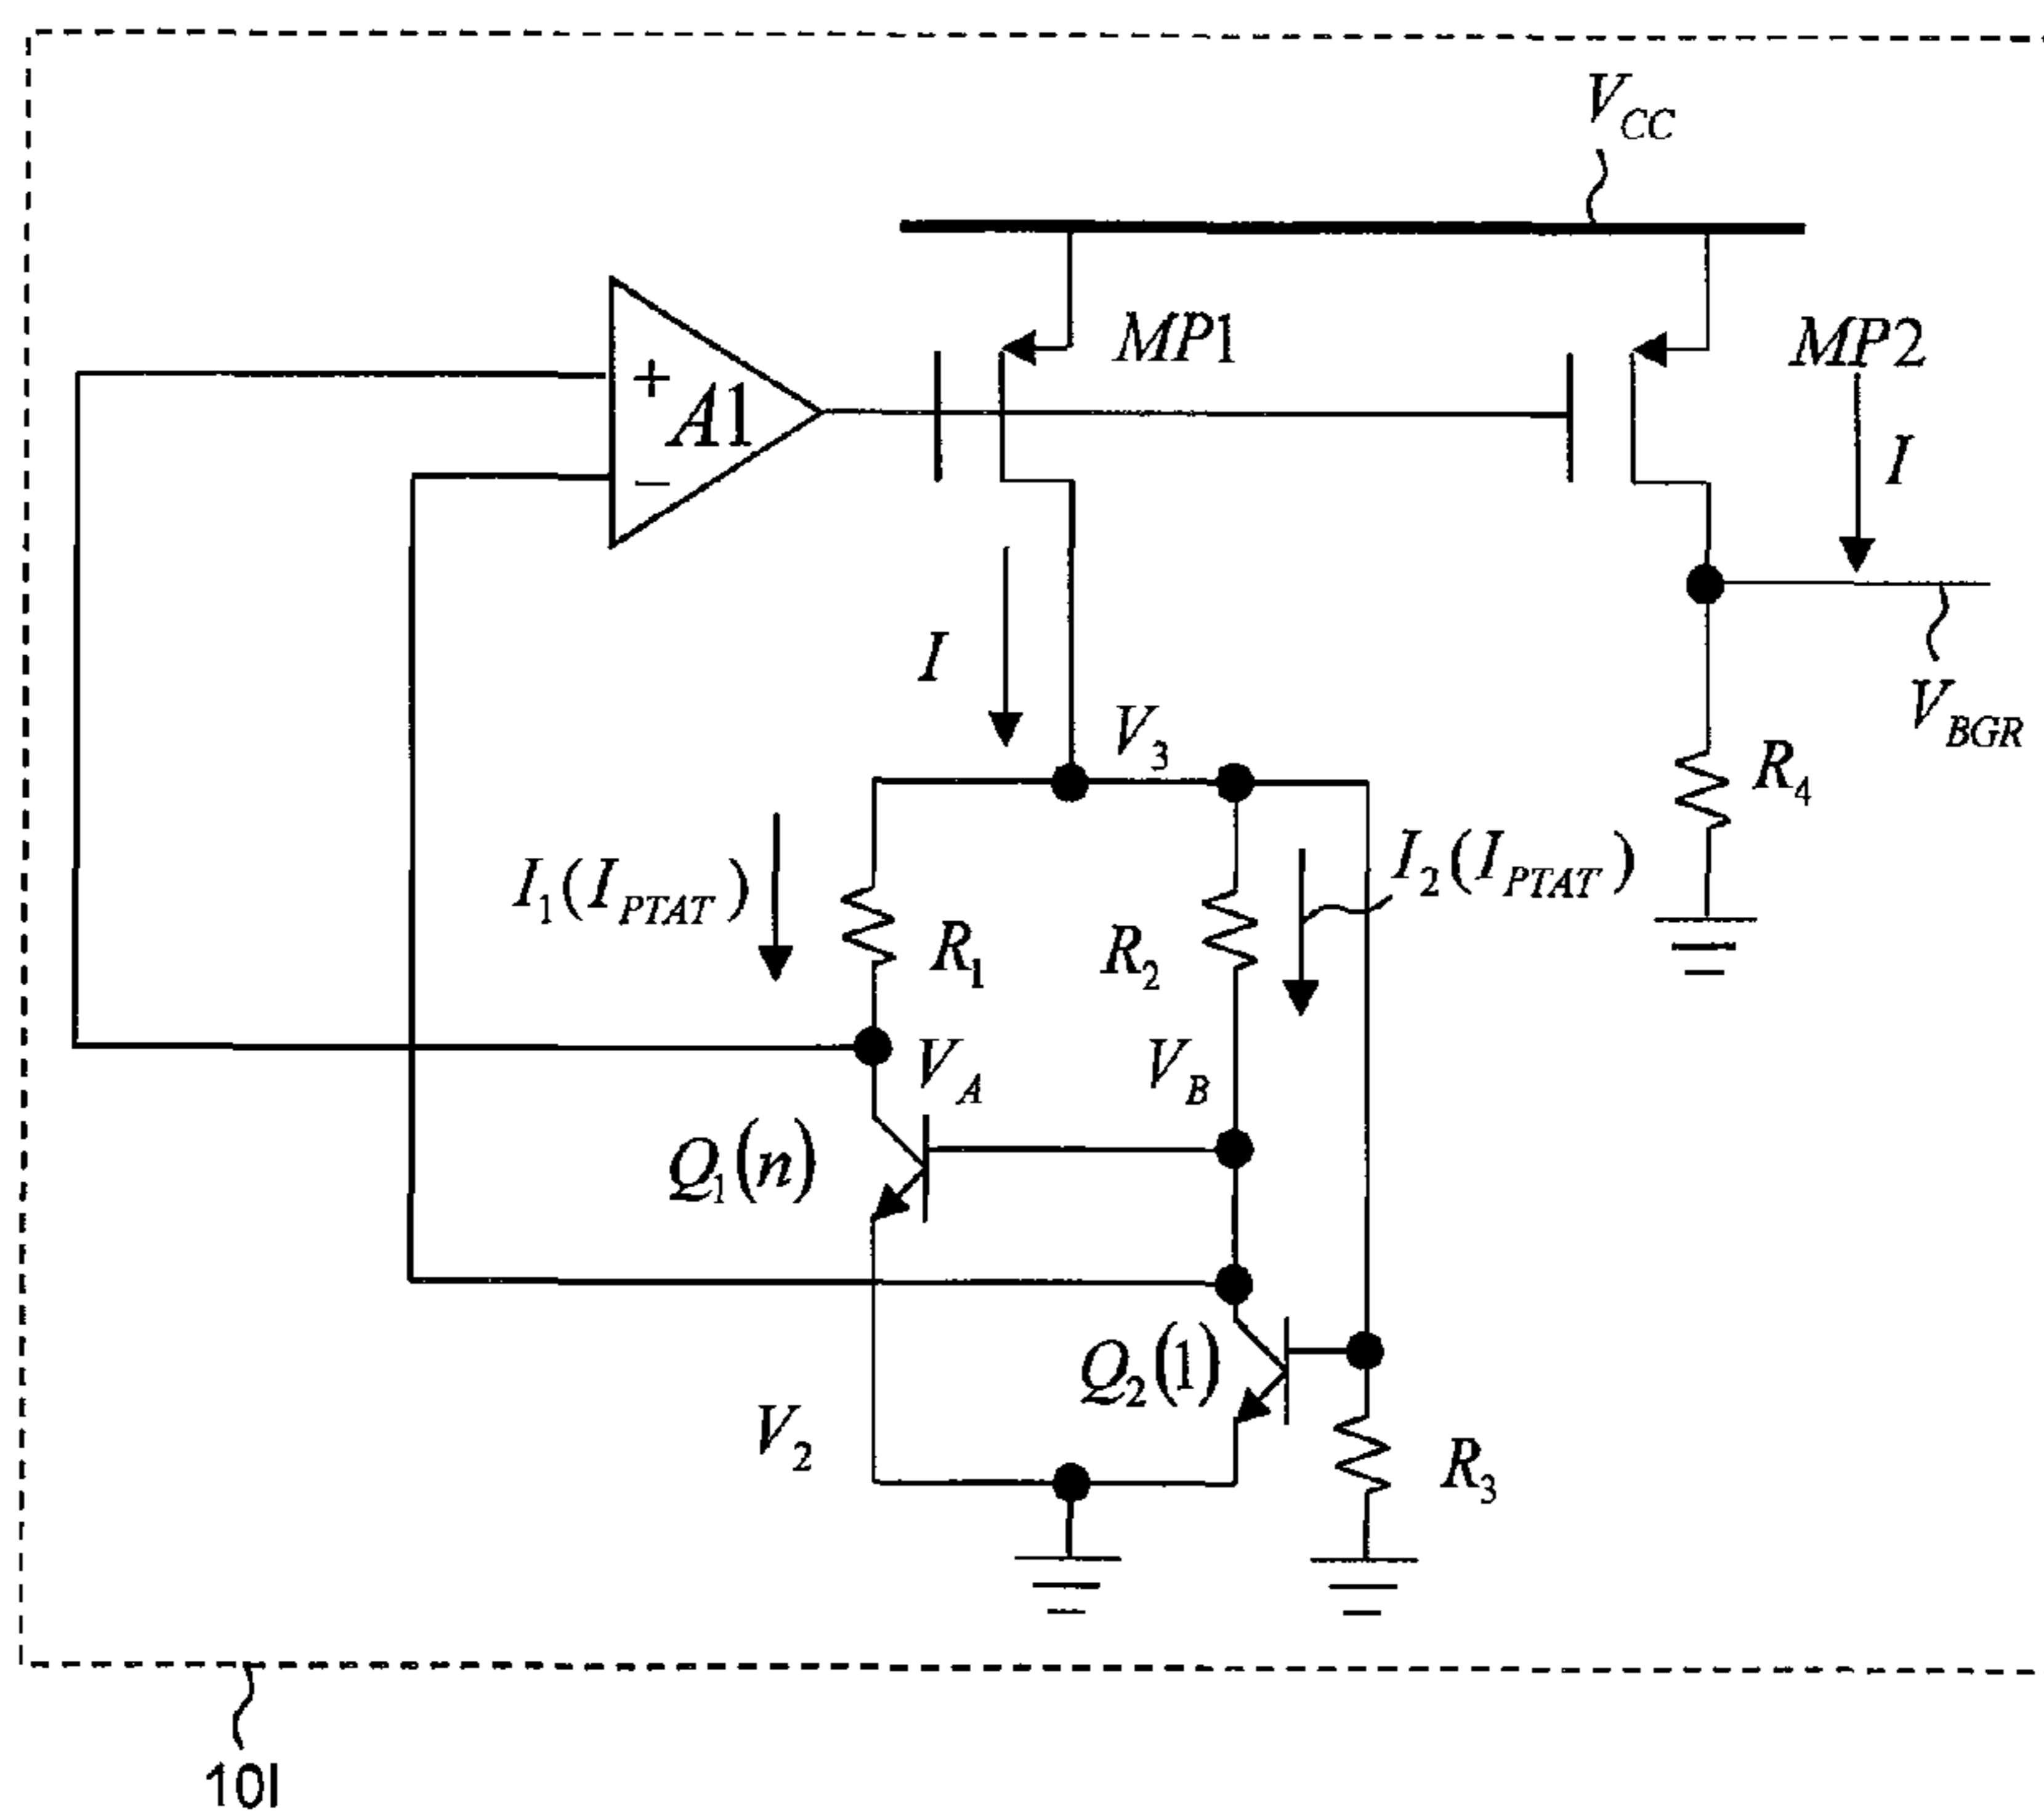 V_CC
+
A1
−
MP1
MP2
I
I
V_3
V_BGR
R_4
I_1(I_PTAT)
I_2(I_PTAT)
R_1
R_2
V_A
V_B
Q_1(n)
Q_2(1)
V_2
R_3
10I